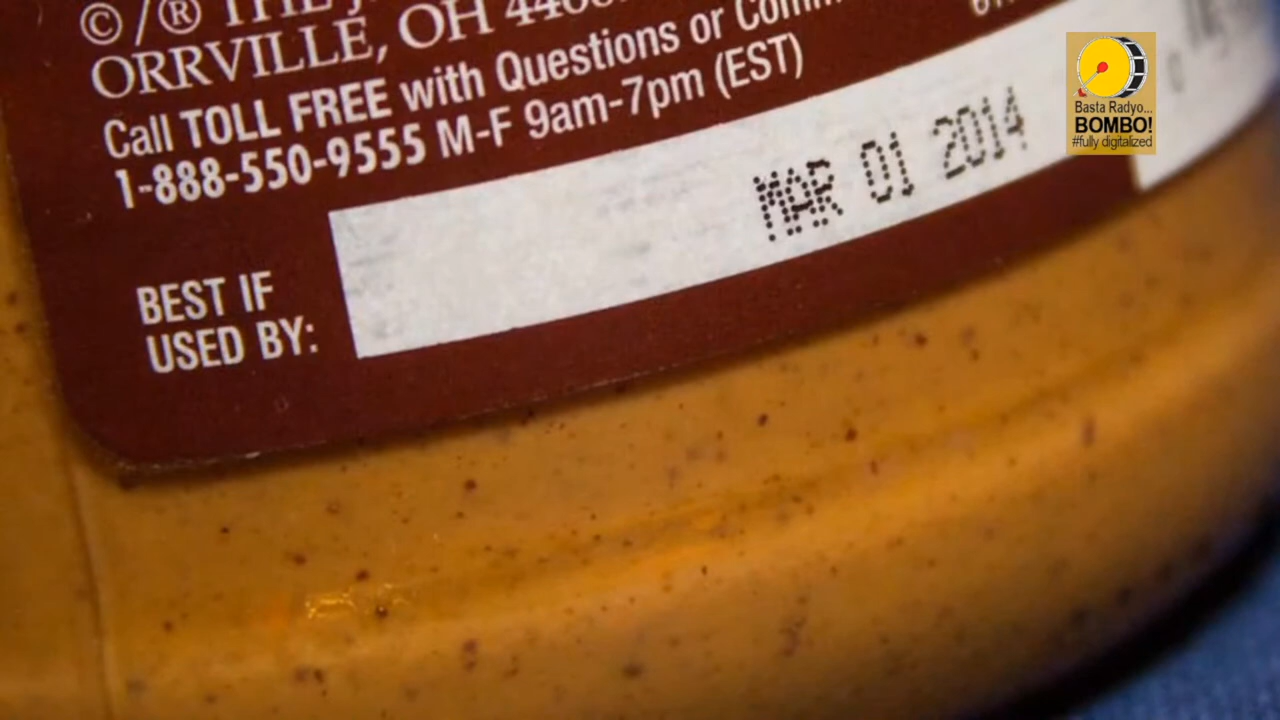 ©/® THE
ORRVILLE, OH
Call TOLL FREE with Questions or
1-888-550-9555 M-F 9am-7pm (EST)
BEST IF
USED BY:
MAR 01 2014
Basta Radyo...
BOMBO!
#fully digitalized